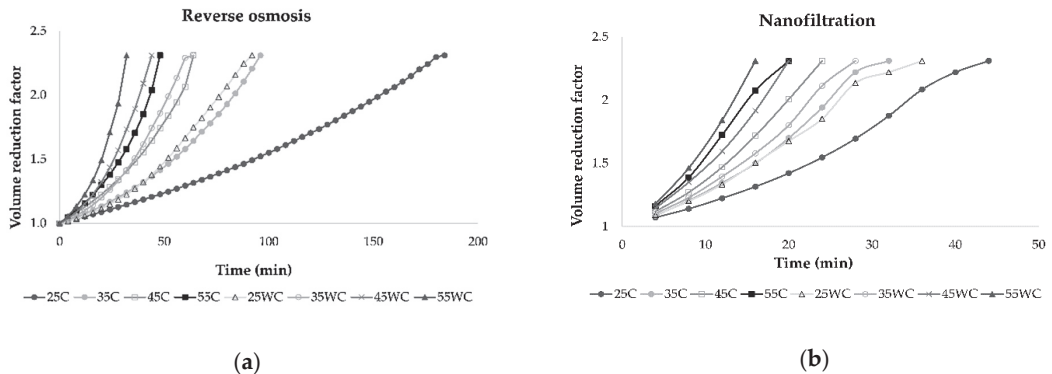 Reverse osmosis
Volume reduction factor
2.5
2.0
1.5
1.0
0
50
100
150
200
Time (min)
25C 35C 45C 55C 25WC 35WC 45WC 55WC
(a)
Nanofiltration
Volume reduction factor
2.5
2
1.5
1
0
10
20
30
40
50
Time (min)
25C 35C 45C 55C 25WC 35WC 45WC 55WC
(b)